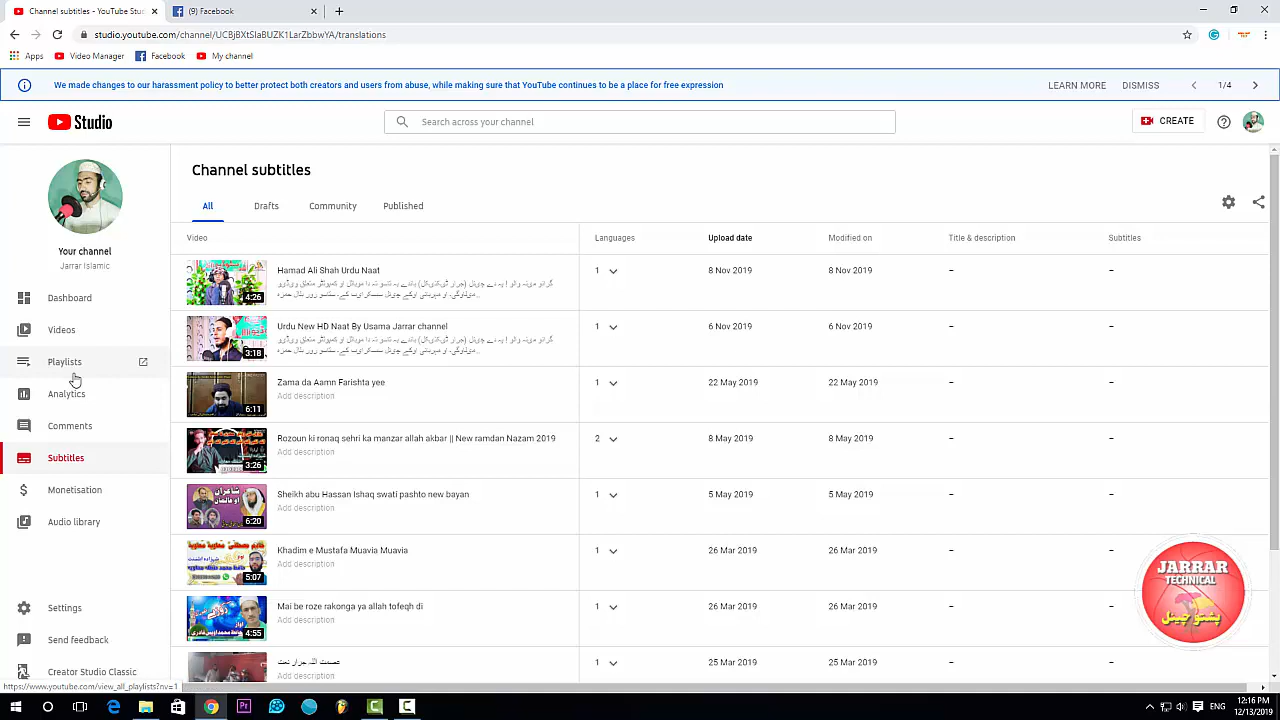 Channel subtitles - YouTube Stud
(9) Facebook
studio.youtube.com/channel/UCBjBXtSlaBUZK1LarZbbwYA/translations
Apps
Video Manager
Facebook
My channel
We made changes to our harassment policy to better protect both creators and users from abuse, while making sure that YouTube continues to be a place for free expression
LEARN MORE
DISMISS
1/4
Studio
Search across your channel
CREATE
Your channel
Jarrar Islamic
Dashboard
Videos
Playlists
Analytics
Comments
Subtitles
Monetisation
Audio library
Settings
Send feedback
Creator Studio Classic
https://www.youtube.com/view_all_playlists?nv=1
Channel subtitles
All Drafts Community Published
Video Languages Upload date Modified on Title & description Subtitles
Hamad Ali Shah Urdu Naat 1 8 Nov 2019 8 Nov 2019 – –
4:26
Urdu New HD Naat By Usama Jarrar channel 1 6 Nov 2019 6 Nov 2019 – –
3:18
Zama da Aamn Farishta yee 1 22 May 2019 22 May 2019 – –
Add description
6:11
Rozoun ki ronaq sehri ka manzar allah akbar || New ramdan Nazam 2019 2 8 May 2019 8 May 2019 – –
Add description
3:26
Sheikh abu Hassan Ishaq swati pashto new bayan 1 5 May 2019 5 May 2019 – –
Add description
6:20
Khadim e Mustafa Muavia Muavia 1 26 Mar 2019 26 Mar 2019 – –
Add description
5:07
Mai be roze rakonga ya allah tofeqh di 1 26 Mar 2019 26 Mar 2019 – –
Add description
4:55
عصمت اللہ جرار نعت 1 25 Mar 2019 25 Mar 2019 – –
Add description
JARRAR
TECHNICAL
پښتو چینل
ENG
12:16 PM
12/13/2019